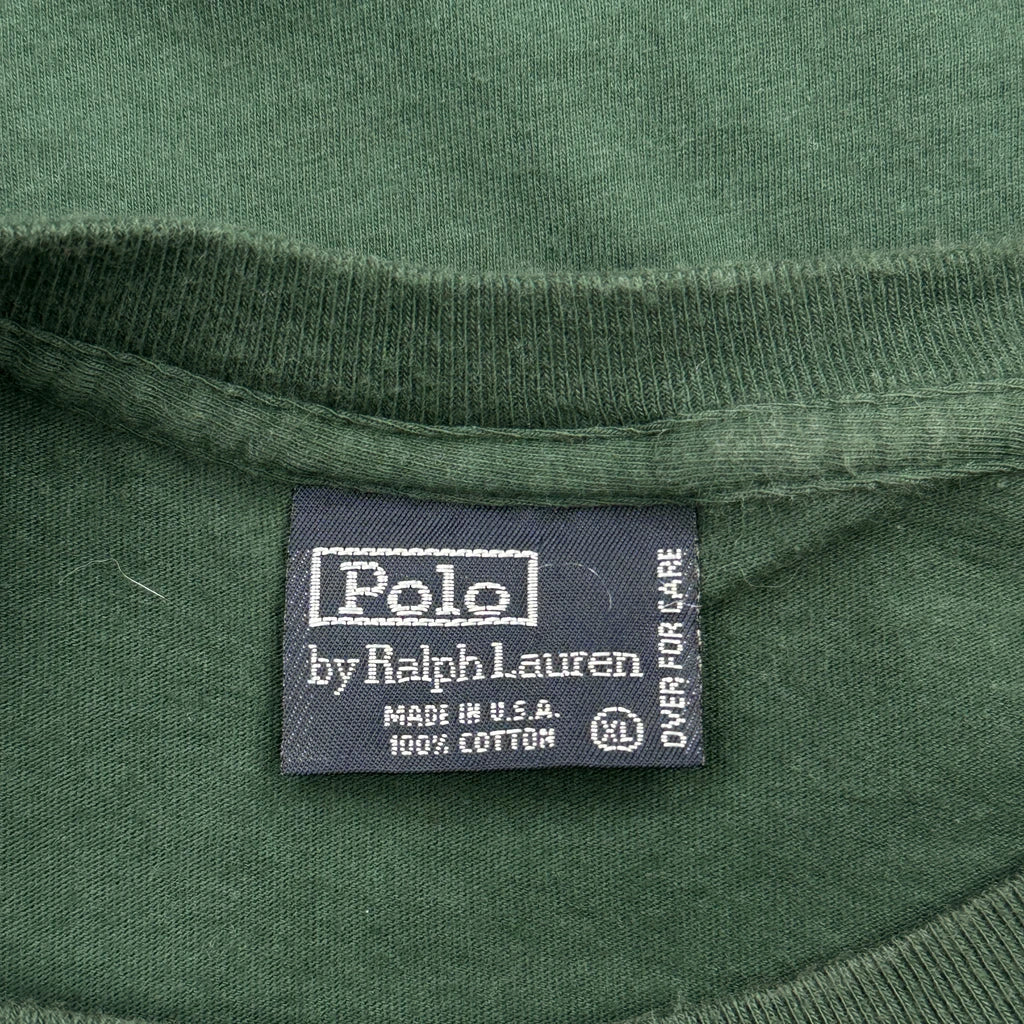 Polo
by Ralph Lauren
MADE IN U.S.A.
100% COTTON
XL
OVER FOR CARE